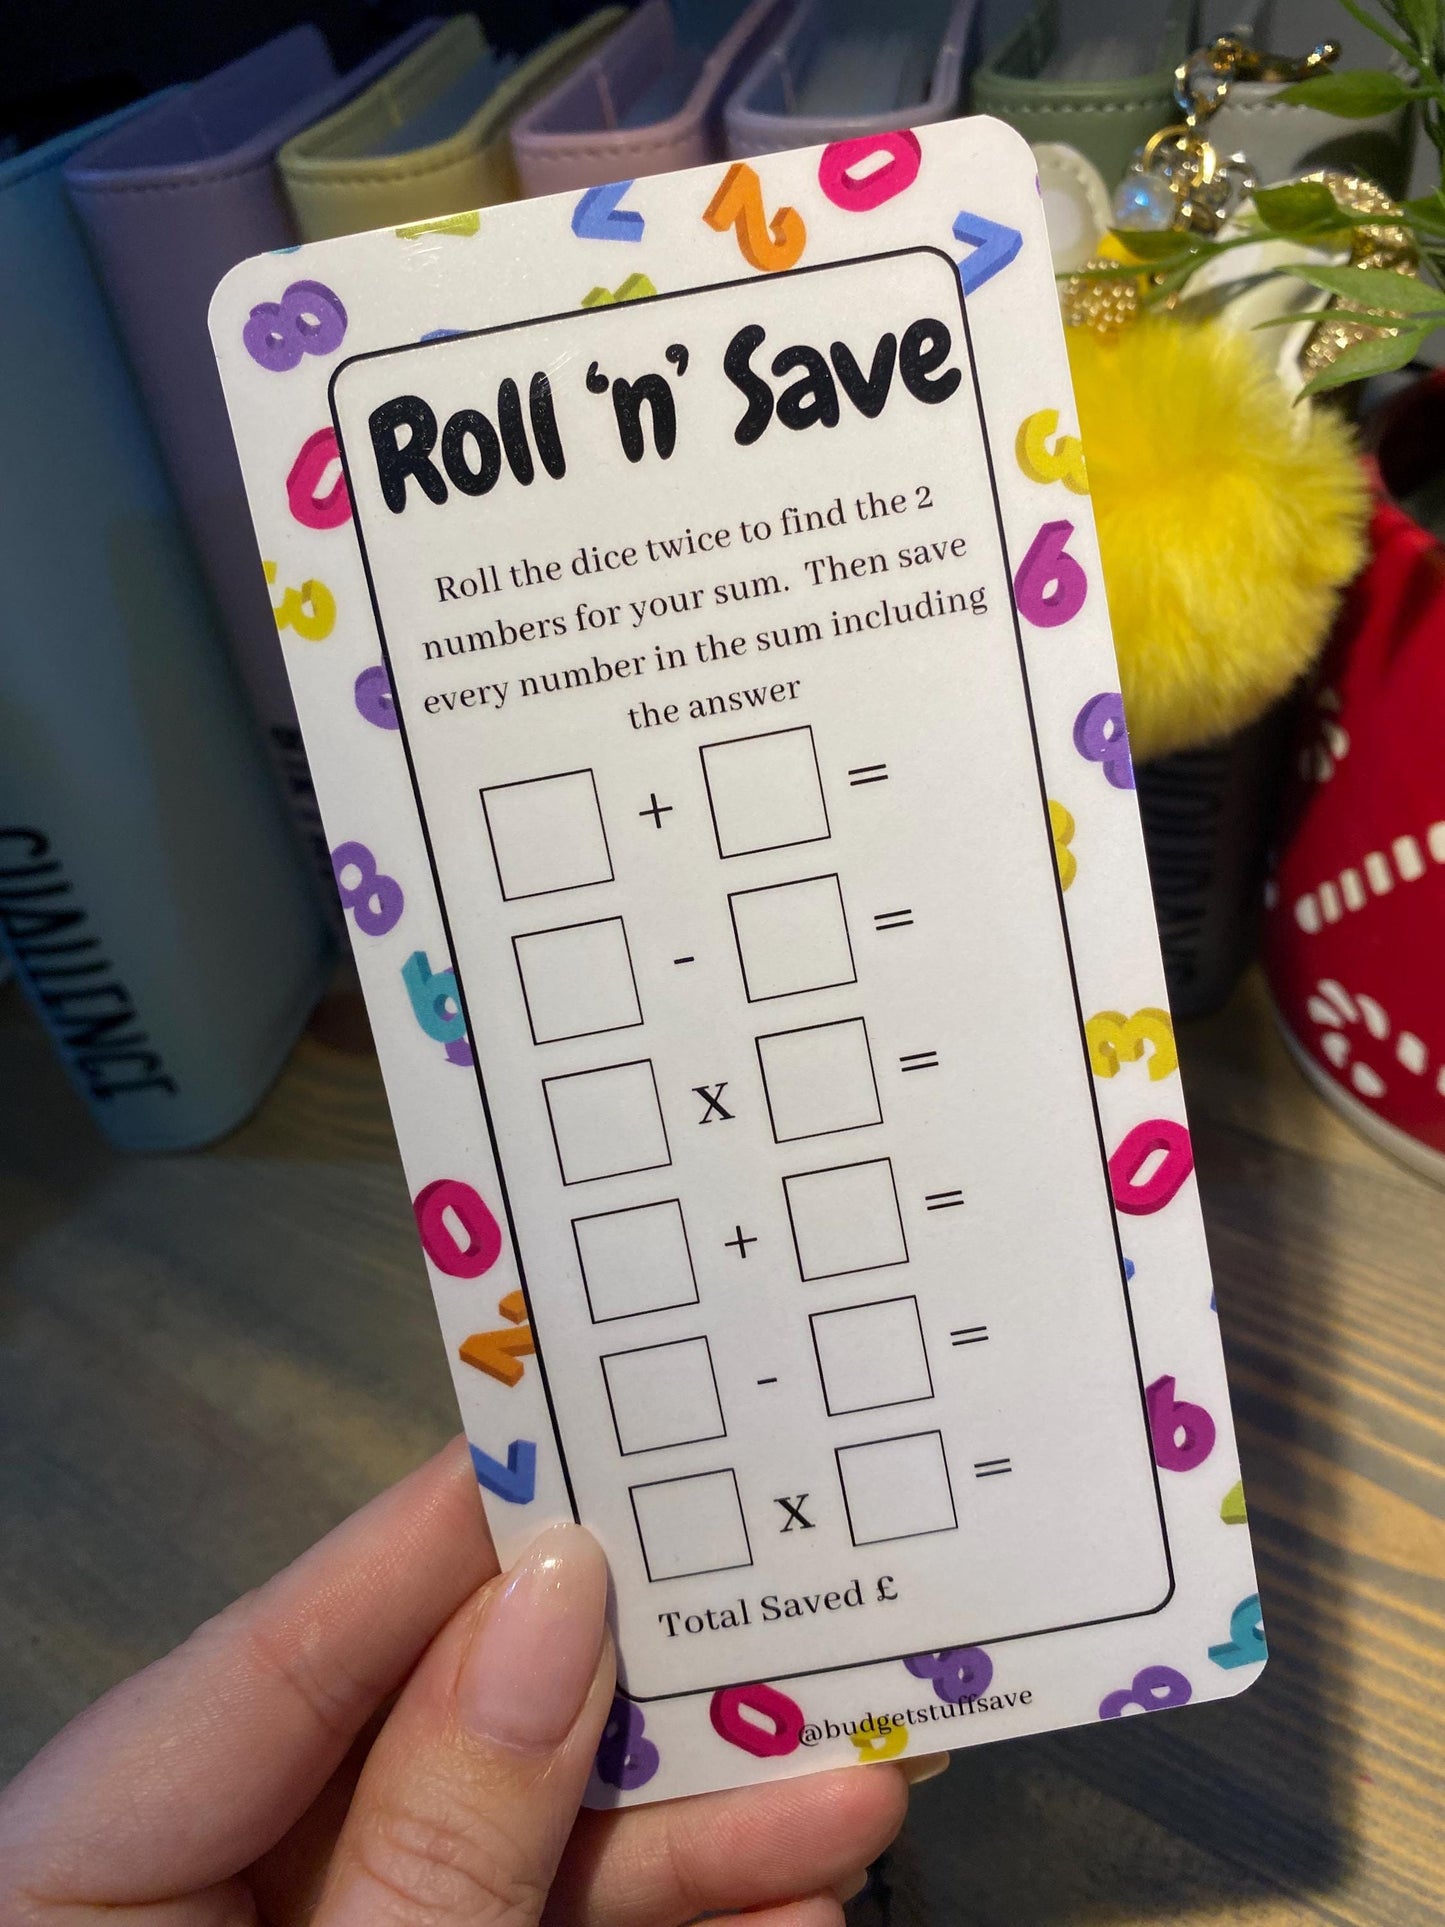 Roll ‘n’ Save
Roll the dice twice to find the 2
numbers for your sum. Then save
every number in the sum including
the answer
+ =
- =
x =
+ =
- =
x =
Total Saved £
@budgetstuffsave
CHALLENGE